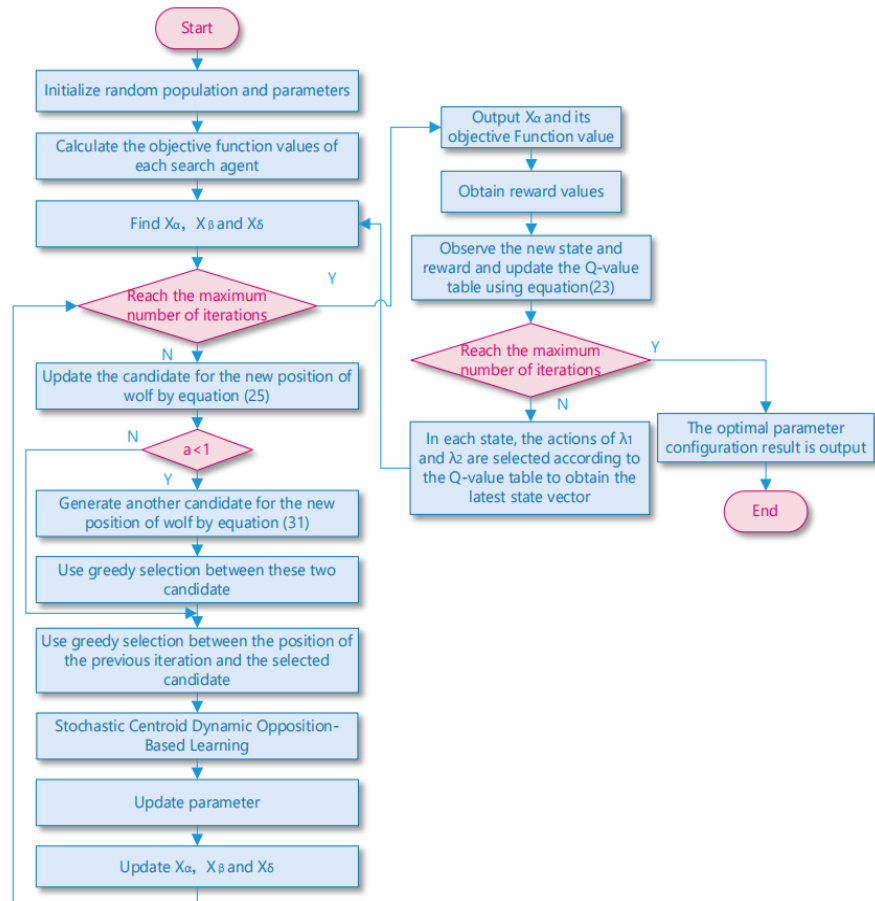 Start
Initialize random population and parameters
Calculate the objective function values of
each search agent
Find Xα, Xβ and Xδ
Reach the maximum
number of iterations
Y
N
Update the candidate for the new position of
wolf by equation (25)
N
a<1
Y
Generate another candidate for the new
position of wolf by equation (31)
Use greedy selection between these two
candidate
Use greedy selection between the position of
the previous iteration and the selected
candidate
Stochastic Centroid Dynamic Opposition-
Based Learning
Update parameter
Update Xα, Xβ and Xδ
Output Xα and its
objective Function value
Obtain reward values
Observe the new state and
reward and update the Q-value
table using equation(23)
Reach the maximum
number of iterations
Y
N
In each state, the actions of λ1
and λ2 are selected according to
the Q-value table to obtain the
latest state vector
The optimal parameter
configuration result is output
End